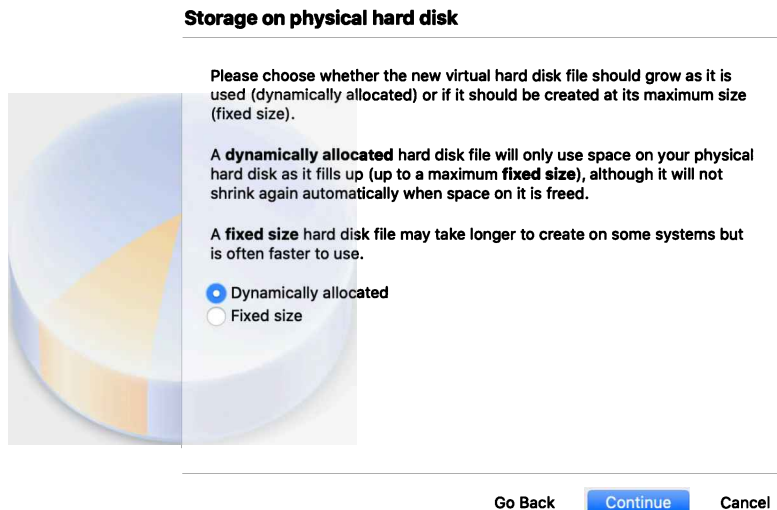 Storage on physical hard disk
Please choose whether the new virtual hard disk file should grow as it is
used (dynamically allocated) or if it should be created at its maximum size
(fixed size).
A dynamically allocated hard disk file will only use space on your physical
hard disk as it fills up (up to a maximum fixed size), although it will not
shrink again automatically when space on it is freed.
A fixed size hard disk file may take longer to create on some systems but
is often faster to use.
Dynamically allocated
Fixed size
Go Back Continue Cancel